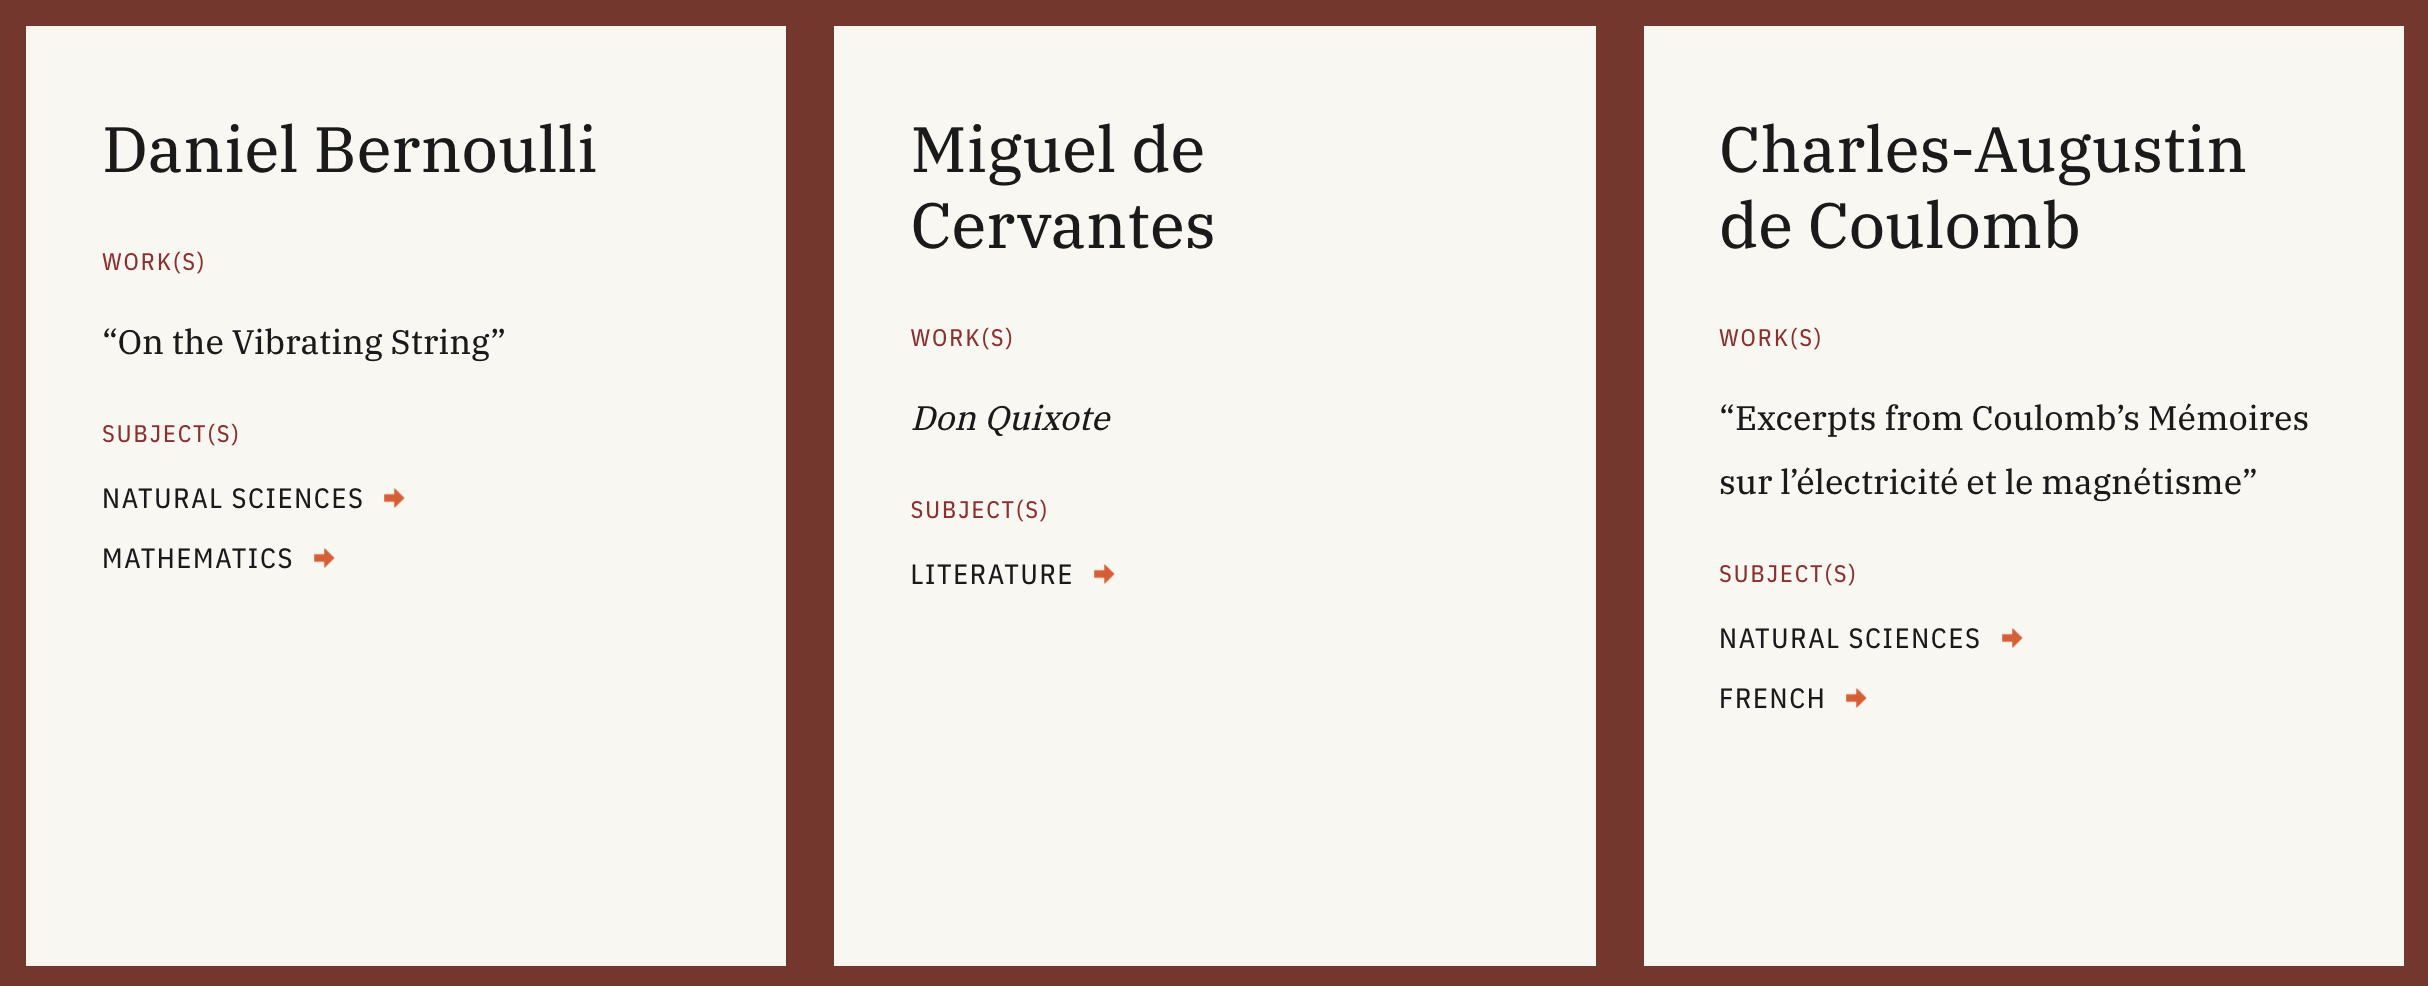 Daniel Bernoulli
WORK(S)
“On the Vibrating String”
SUBJECT(S)
NATURAL SCIENCES
MATHEMATICS
Miguel de
Cervantes
WORK(S)
Don Quixote
SUBJECT(S)
LITERATURE
Charles-Augustin
de Coulomb
WORK(S)
“Excerpts from Coulomb’s Mémoires
sur l’électricité et le magnétisme”
SUBJECT(S)
NATURAL SCIENCES
FRENCH